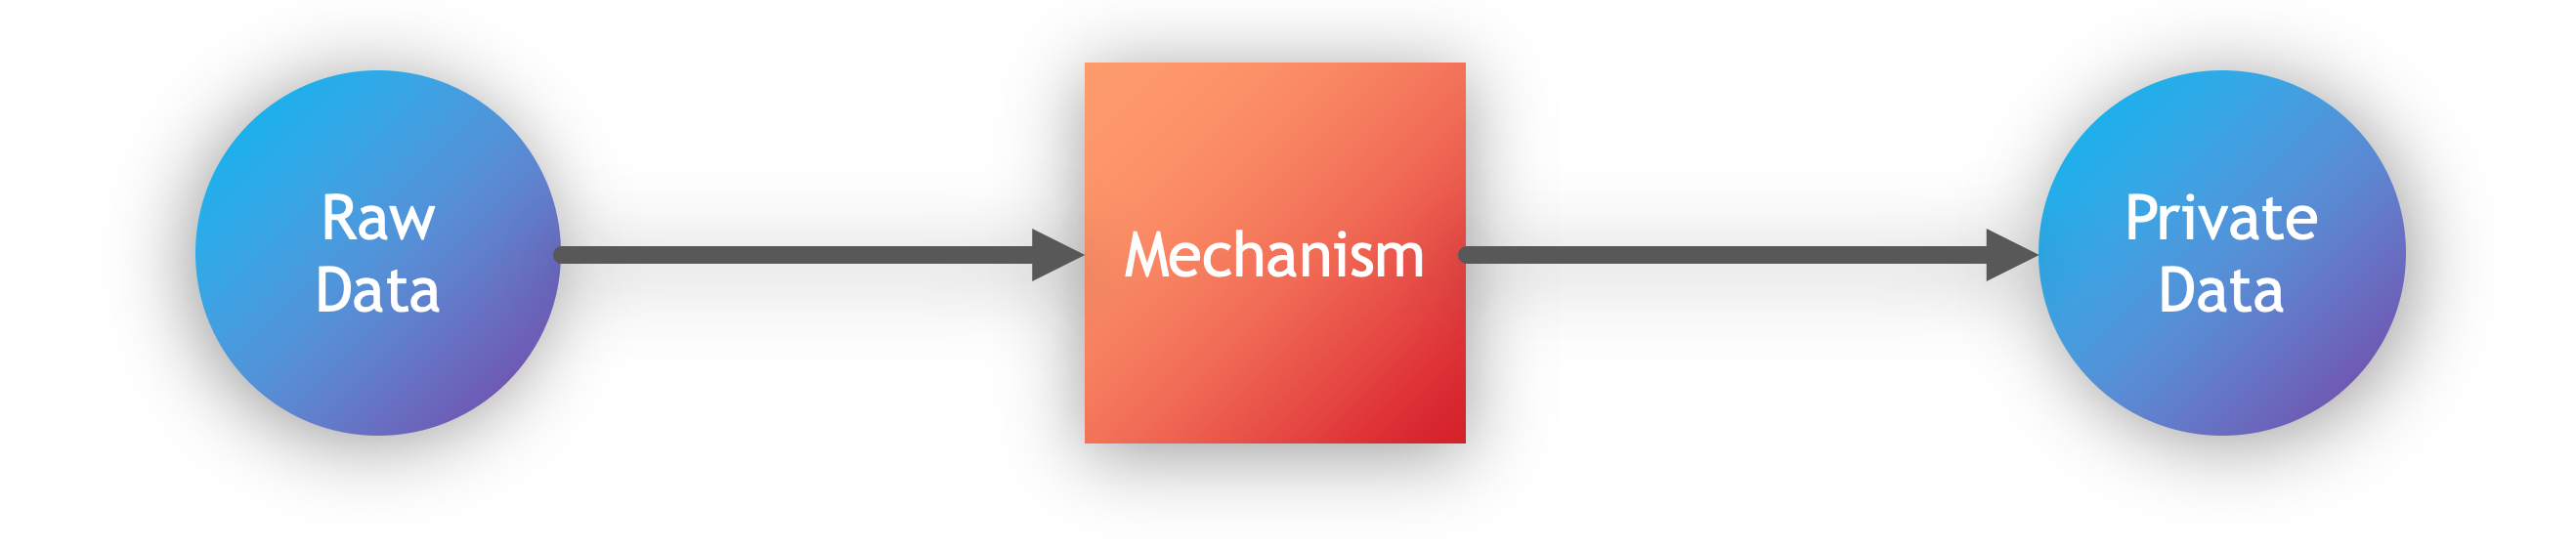 Raw
Data
Mechanism
Private
Data